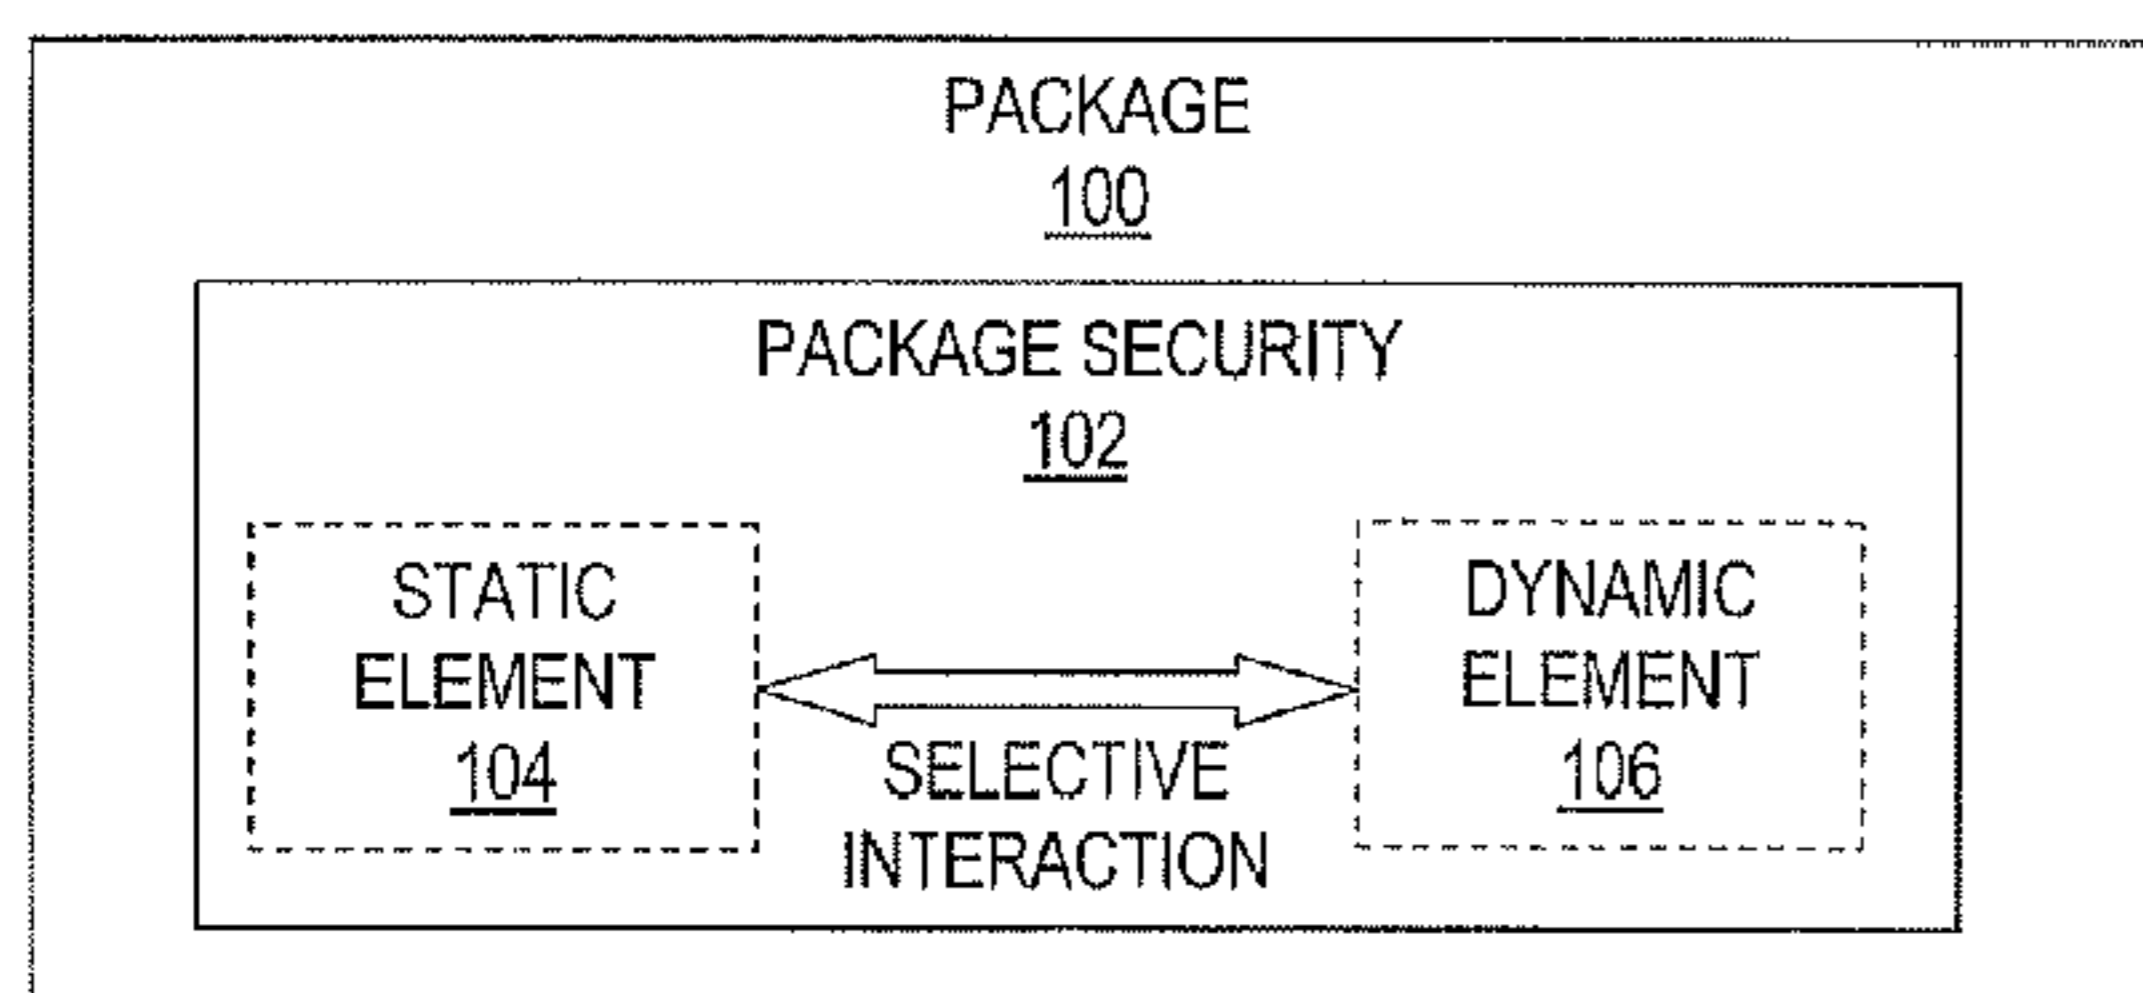 PACKAGE
100
PACKAGE SECURITY
102
STATIC
ELEMENT
104
SELECTIVE
INTERACTION
DYNAMIC
ELEMENT
106